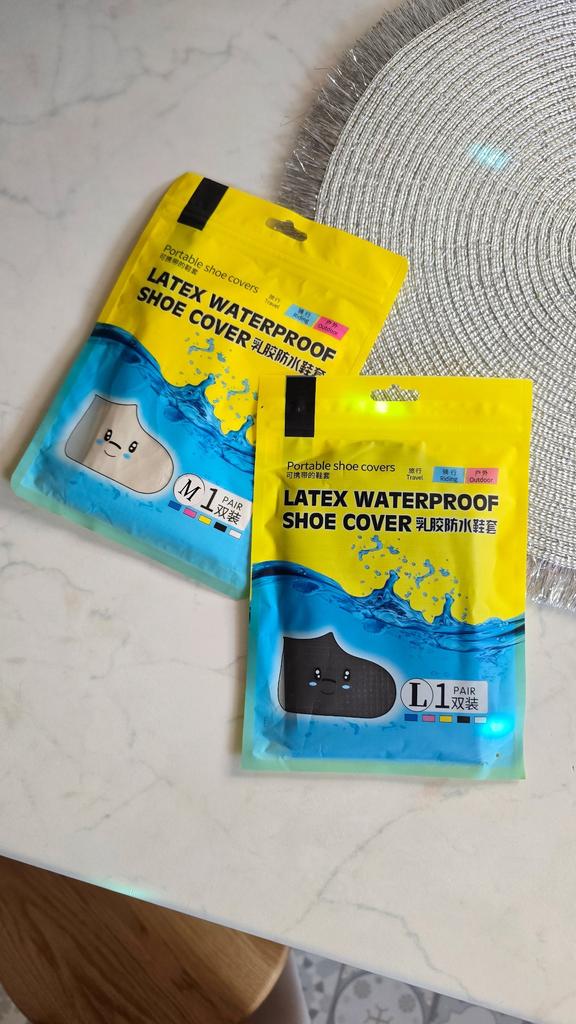 Portable shoe covers
可携带的鞋套
旅行
Travel
骑行
Riding
户外
Outdoor
LATEX WATERPROOF
SHOE COVER 乳胶防水鞋套
M 1 PAIR
双装
Portable shoe covers
可携带的鞋套
旅行
Travel
骑行
Riding
户外
Outdoor
LATEX WATERPROOF
SHOE COVER 乳胶防水鞋套
L 1 PAIR
双装